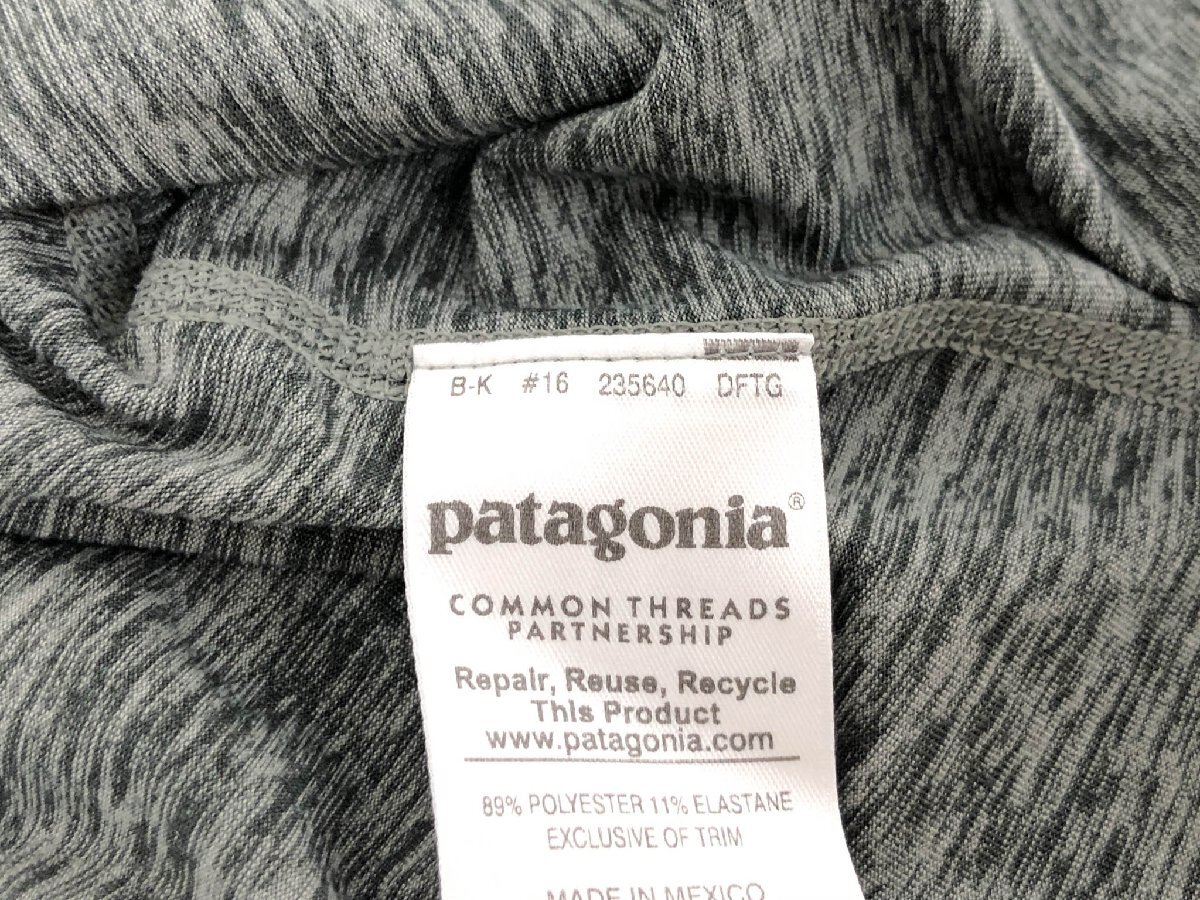 B-K #16 235640 DFTG
patagonia®
COMMON THREADS
PARTNERSHIP
Repair, Reuse, Recycle
This Product
www.patagonia.com
89% POLYESTER 11% ELASTANE
EXCLUSIVE OF TRIM
MADE IN MEXICO